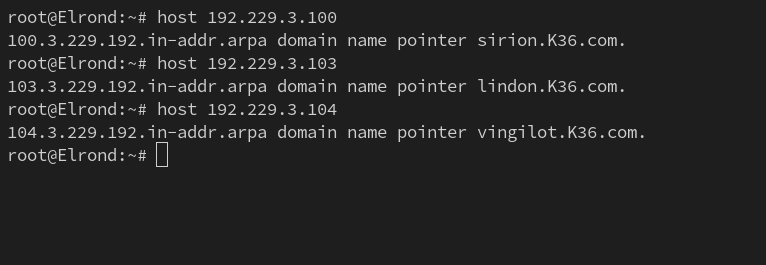 root@Elrond:~# host 192.229.3.100
100.3.229.192.in-addr.arpa domain name pointer sirion.K36.com.
root@Elrond:~# host 192.229.3.103
103.3.229.192.in-addr.arpa domain name pointer lindon.K36.com.
root@Elrond:~# host 192.229.3.104
104.3.229.192.in-addr.arpa domain name pointer vingilot.K36.com.
root@Elrond:~#